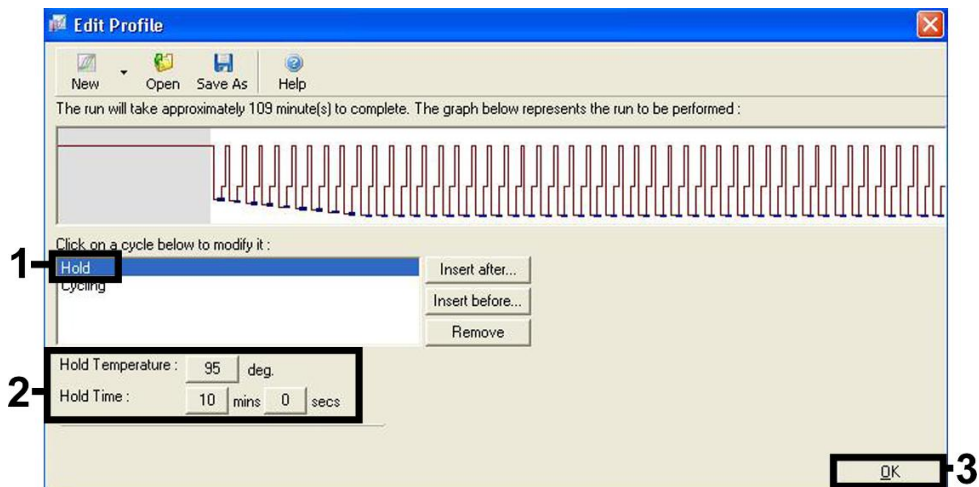 Edit Profile
New Open Save As Help
The run will take approximately 109 minute(s) to complete. The graph below represents the run to be performed :
Click on a cycle below to modify it :
1
Hold
Cycling
Insert after...
Insert before...
Remove
2
Hold Temperature : 95 deg.
Hold Time : 10 mins 0 secs
OK
3